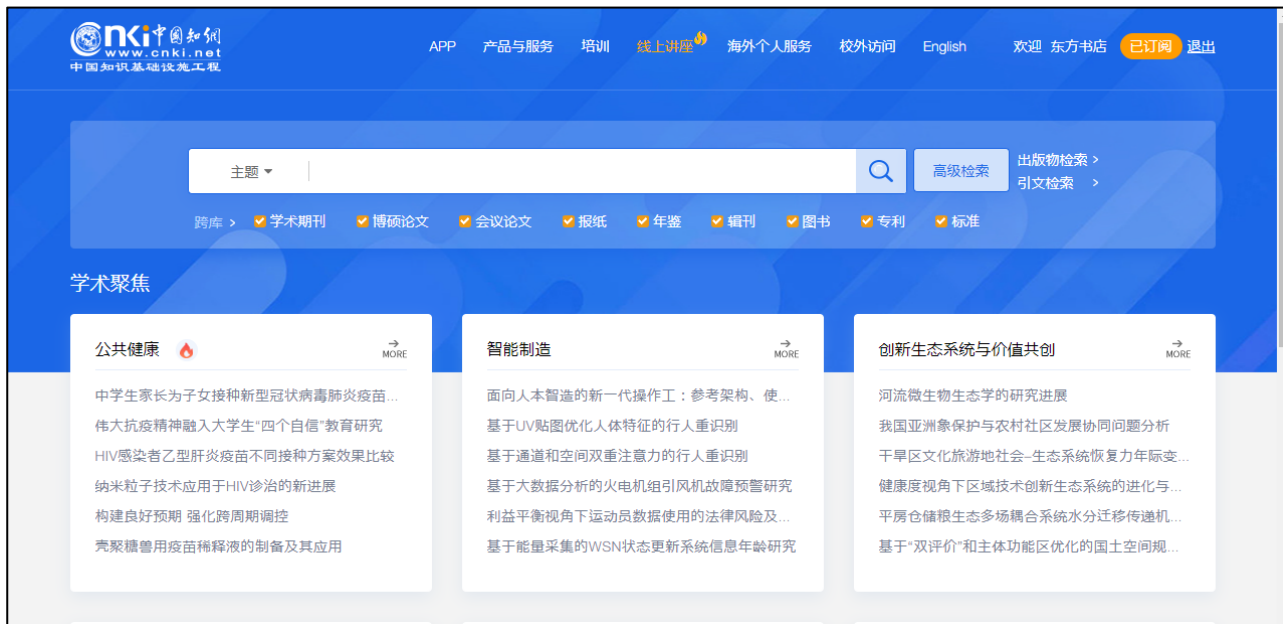 cnki中国知网
www.cnki.net
中国知识基础设施工程
APP 产品与服务 培训 线上讲座 海外个人服务 校外访问 English 欢迎 东方书店 已订阅 退出
主题
高级检索
出版物检索 >
引文检索 >
跨库 > 学术期刊 博硕论文 会议论文 报纸 年鉴 辑刊 图书 专利 标准
学术聚焦
公共健康
MORE
中学生家长为子女接种新型冠状病毒肺炎疫苗...
伟大抗疫精神融入大学生“四个自信”教育研究
HIV感染者乙型肝炎疫苗不同接种方案效果比较
纳米粒子技术应用于HIV诊治的新进展
构建良好预期 强化跨周期调控
壳聚糖兽用疫苗稀释液的制备及其应用
智能制造
MORE
面向人本智造的新一代操作工：参考架构、使...
基于UV贴图优化人体特征的行人重识别
基于通道和空间双重注意力的行人重识别
基于大数据分析的火电机组引风机故障预警研究
利益平衡视角下运动员数据使用的法律风险及...
基于能量采集的WSN状态更新系统信息年龄研究
创新生态系统与价值共创
MORE
河流微生物生态学的研究进展
我国亚洲象保护与农村社区发展协同问题分析
干旱区文化旅游地社会–生态系统恢复力年际变...
健康度视角下区域技术创新生态系统的进化与...
平房仓储粮生态多场耦合系统水分迁移传递机...
基于“双评价”和主体功能区优化的国土空间规...